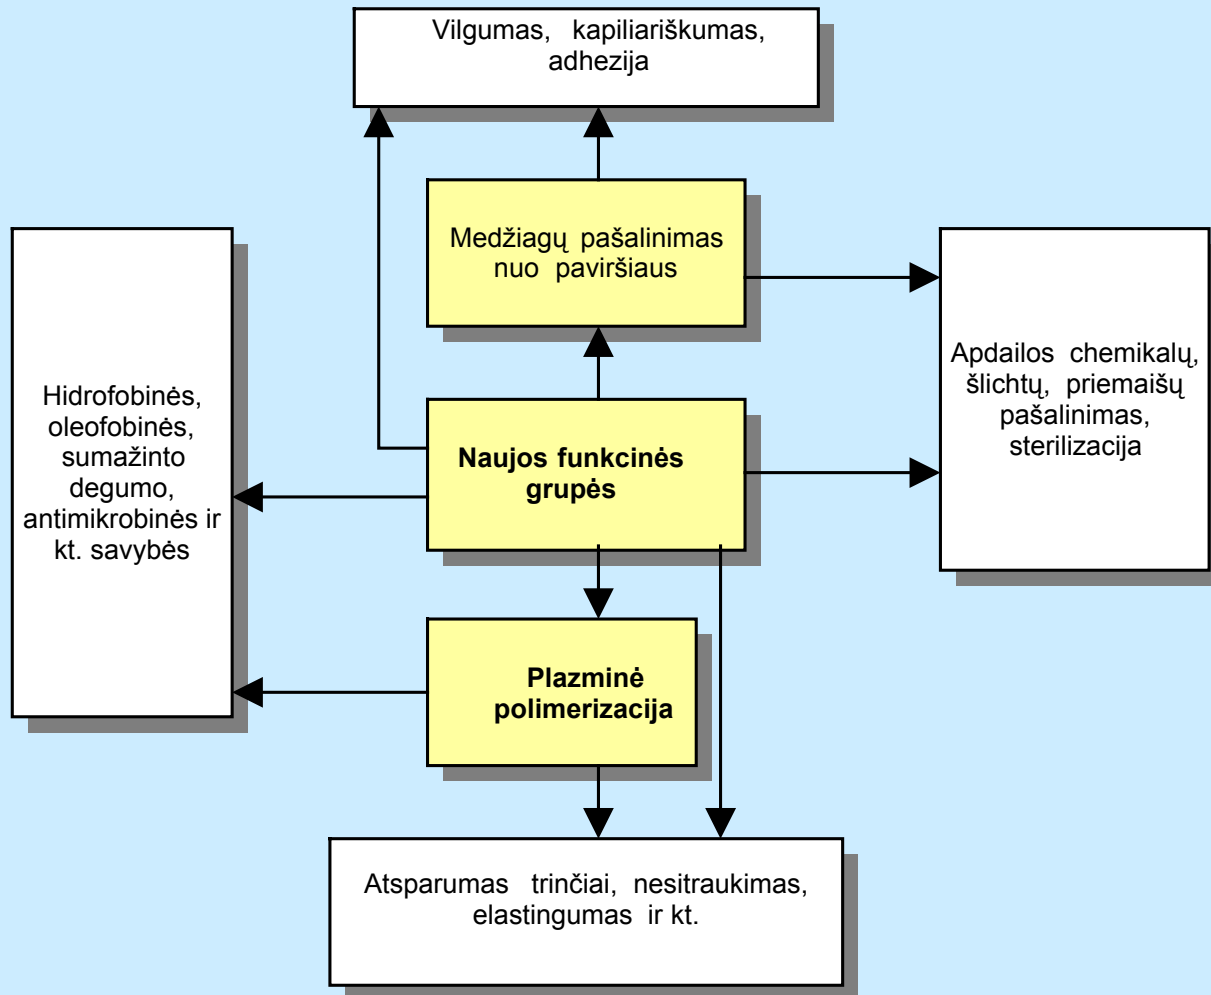 Vilgumas, kapiliariškumas,
adhezija
Medžiagų pašalinimas
nuo paviršiaus
Hidrofobinės,
oleofobinės,
sumažinto
degumo,
antimikrobinės ir
kt. savybės
Naujos funkcinės
grupės
Apdailos chemikalų,
šlichtų, priemaišų
pašalinimas,
sterilizacija
Plazminė
polimerizacija
Atsparumas trinčiai, nesitraukimas,
elastingumas ir kt.